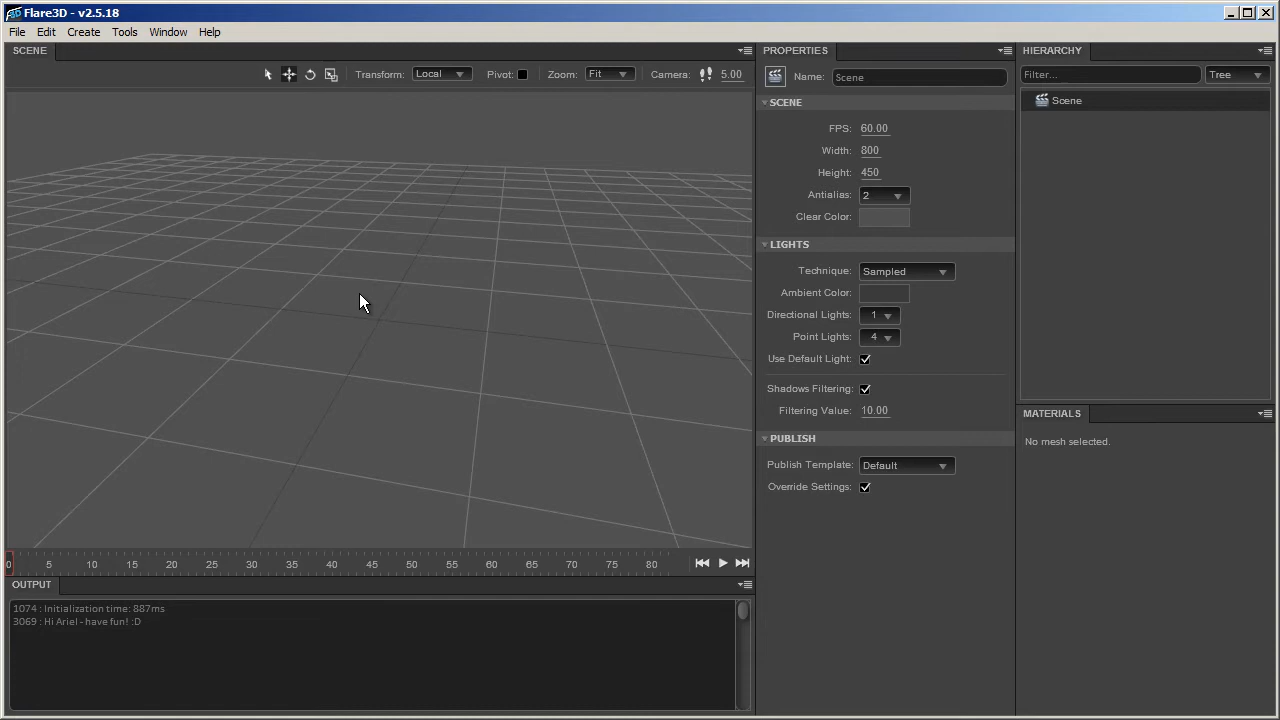 Flare3D - v2.5.18
File Edit Create Tools Window Help
SCENE
Transform: Local Pivot: Zoom: Fit Camera: 5.00
0 5 10 15 20 25 30 35 40 45 50 55 60 65 70 75 80
OUTPUT
1074 : Initialization time: 887ms
3069 : Hi Ariel - have fun! :D
PROPERTIES
Name: Scene
SCENE
FPS: 60.00
Width: 800
Height: 450
Antialias: 2
Clear Color:
LIGHTS
Technique: Sampled
Ambient Color:
Directional Lights: 1
Point Lights: 4
Use Default Light:
Shadows Filtering:
Filtering Value: 10.00
PUBLISH
Publish Template: Default
Override Settings:
HIERARCHY
Filter... Tree
Scene
MATERIALS
No mesh selected.